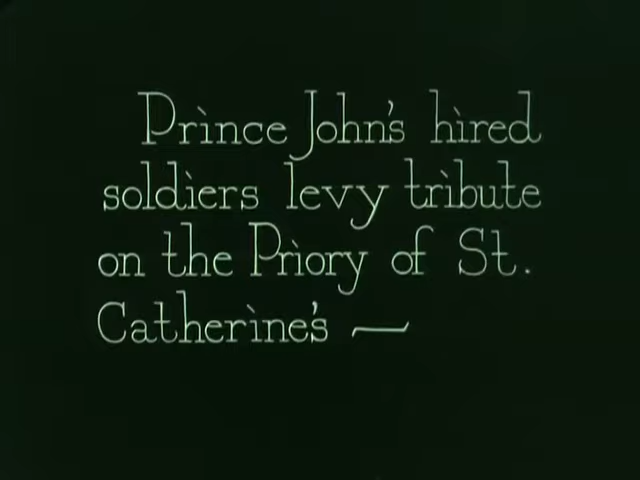 Prince John's hired
soldiers levy tribute
on the Priory of St.
Catherine's —